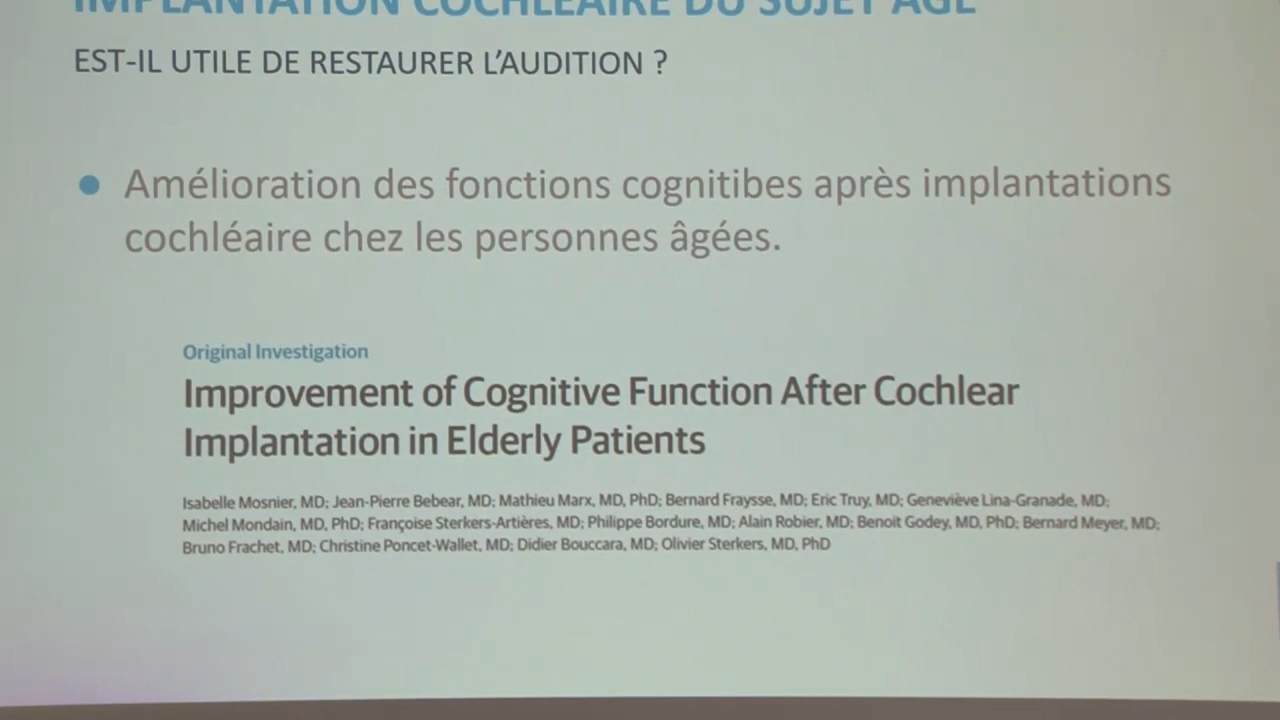 IMPLANTATION COCHLÉAIRE DU SUJET ÂGÉ
EST-IL UTILE DE RESTAURER L'AUDITION ?
Amélioration des fonctions cognitibes après implantations
cochléaire chez les personnes âgées.
Original Investigation
Improvement of Cognitive Function After Cochlear
Implantation in Elderly Patients
Isabelle Mosnier, MD; Jean-Pierre Bebear, MD; Mathieu Marx, MD, PhD; Bernard Fraysse, MD; Eric Truy, MD; Geneviève Lina-Granade, MD;
Michel Mondain, MD, PhD; Françoise Sterkers-Artières, MD; Philippe Bordure, MD; Alain Robier, MD; Benoit Godey, MD, PhD; Bernard Meyer, MD;
Bruno Frachet, MD; Christine Poncet-Wallet, MD; Didier Bouccara, MD; Olivier Sterkers, MD, PhD